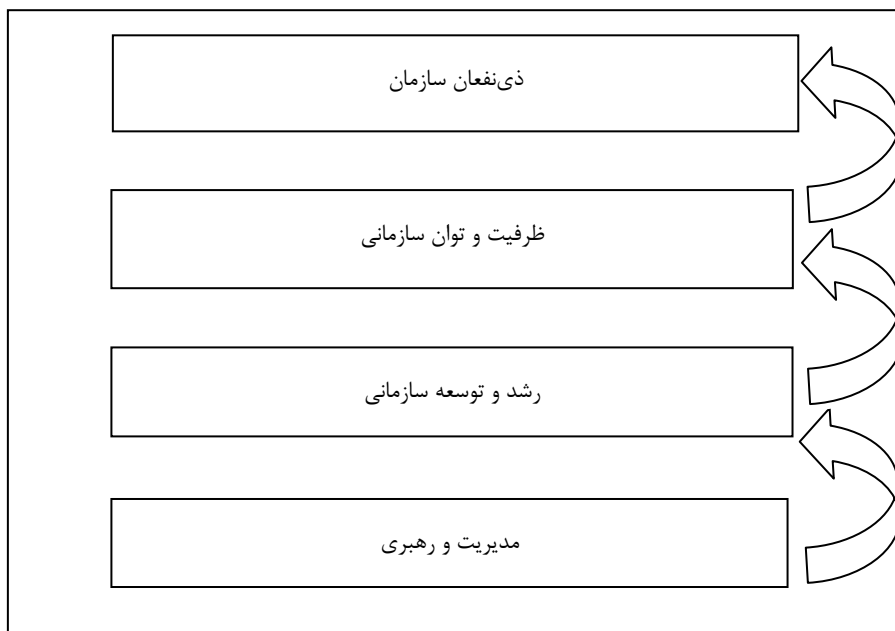 ذی‌نفعان سازمان
ظرفیت و توان سازمانی
رشد و توسعه سازمانی
مدیریت و رهبری